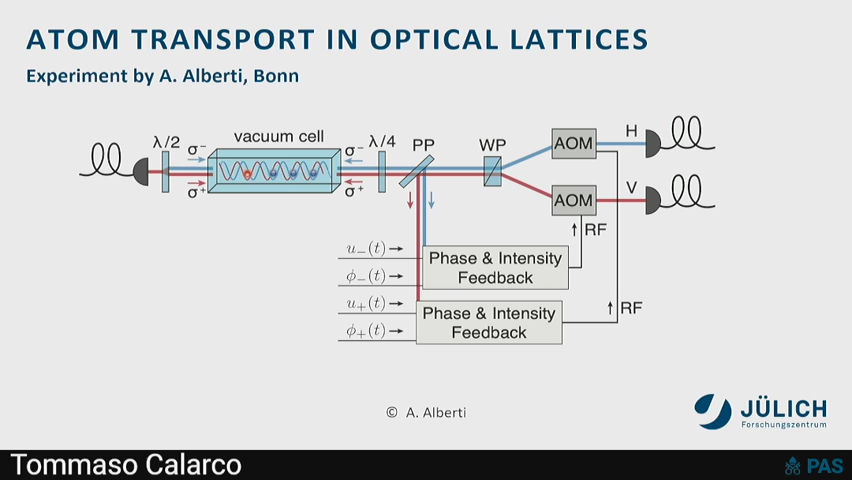 ATOM TRANSPORT IN OPTICAL LATTICES
Experiment by A. Alberti, Bonn
λ/2 σ⁻ vacuum cell σ⁻ λ/4 PP WP AOM H
σ⁺ σ⁺ AOM V
RF
u₋(t)
ϕ₋(t)
Phase & Intensity
Feedback
u₊(t)
ϕ₊(t)
Phase & Intensity
Feedback
RF
© A. Alberti
JÜLICH
Forschungszentrum
Tommaso Calarco
PAS